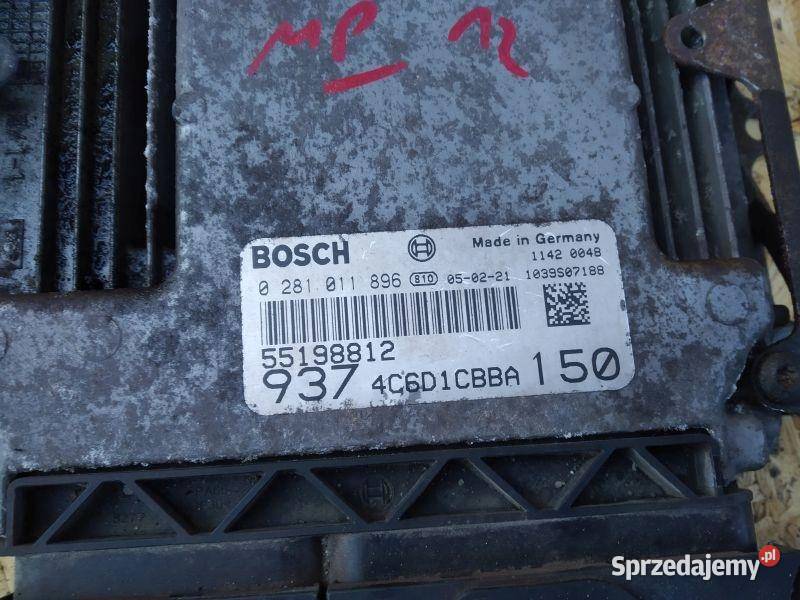 MP 12
BOSCH
Made in Germany
1142 0048
0 281 011 896 810 05-02-21 1039S07188
55198812
937 4C6D1CBBA 150
Sprzedajemy.pl